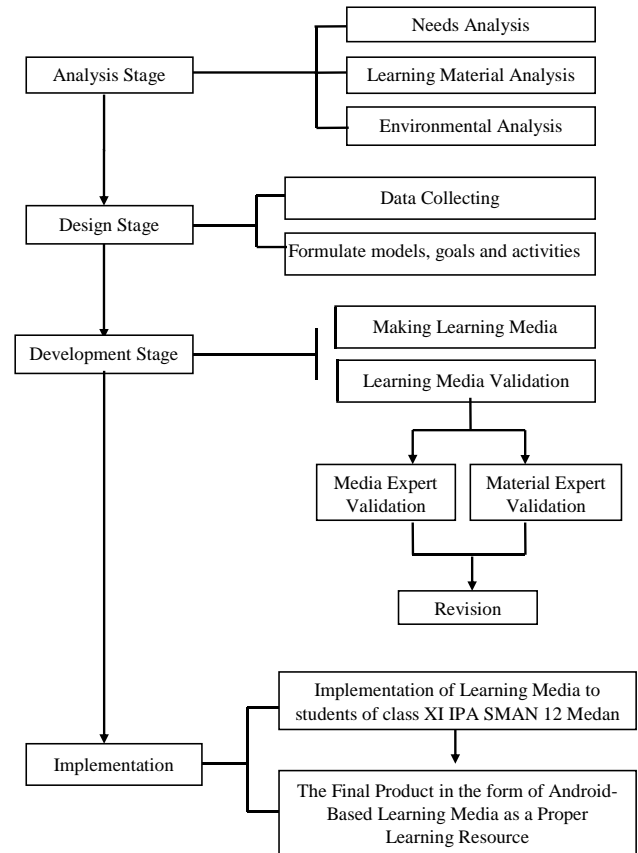 Needs Analysis
Analysis Stage
Learning Material Analysis
Environmental Analysis
Data Collecting
Design Stage
Formulate models, goals and activities
Making Learning Media
Development Stage
Learning Media Validation
Media Expert
Validation
Material Expert
Validation
Revision
Implementation of Learning Media to
students of class XI IPA SMAN 12 Medan
Implementation
The Final Product in the form of Android-
Based Learning Media as a Proper
Learning Resource